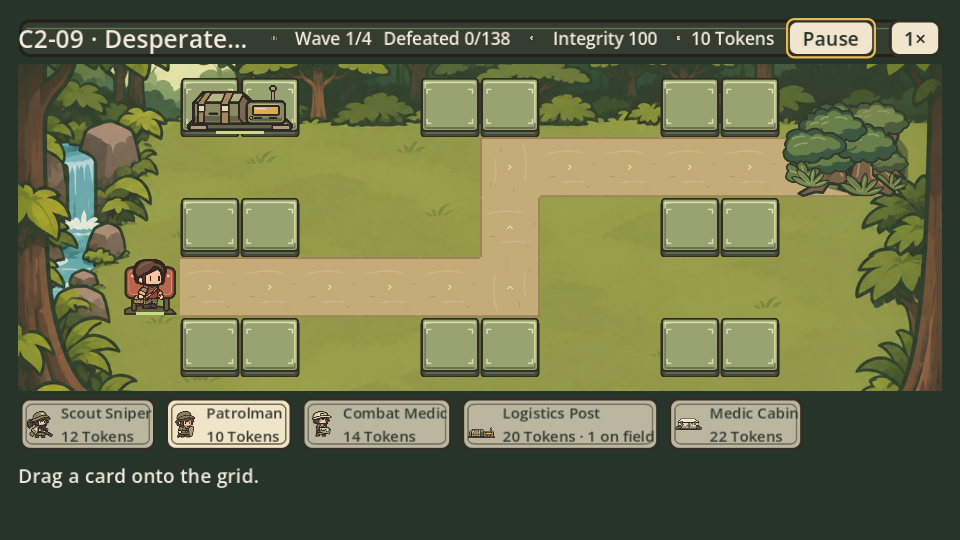 C2-09 · Desperate...
Wave 1/4 Defeated 0/138
Integrity 100
10 Tokens
Pause
1×
Scout Sniper
12 Tokens
Patrolman
10 Tokens
Combat Medic
14 Tokens
Logistics Post
20 Tokens · 1 on field
Medic Cabin
22 Tokens
Drag a card onto the grid.